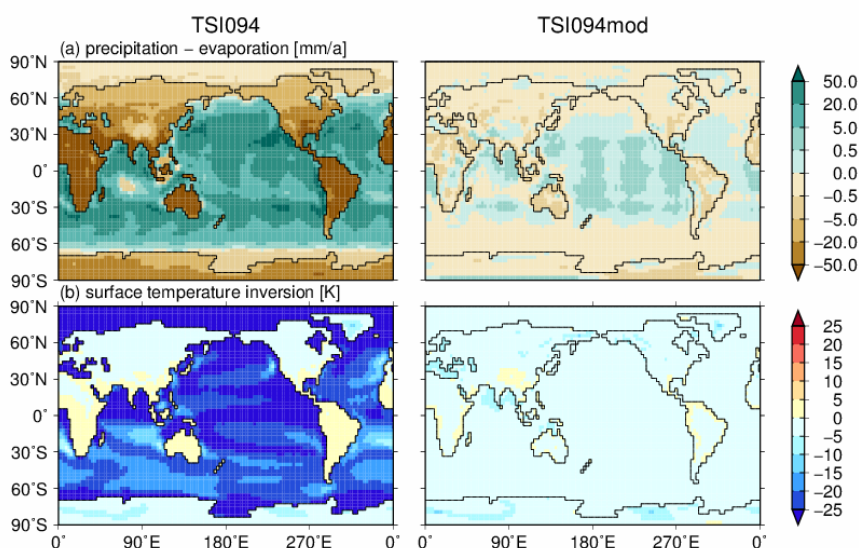 TSI094 TSI094mod
(a) precipitation − evaporation [mm/a]
90˚N
60˚N
30˚N
0˚
30˚S
60˚S
90˚S
50.0
20.0
5.0
0.5
0.0
−0.5
−5.0
−20.0
−50.0
(b) surface temperature inversion [K]
90˚N
60˚N
30˚N
0˚
30˚S
60˚S
90˚S
25
20
15
10
5
0
−5
−10
−15
−20
−25
0˚ 90˚E 180˚E 270˚E 0˚ 90˚E 180˚E 270˚E 0˚